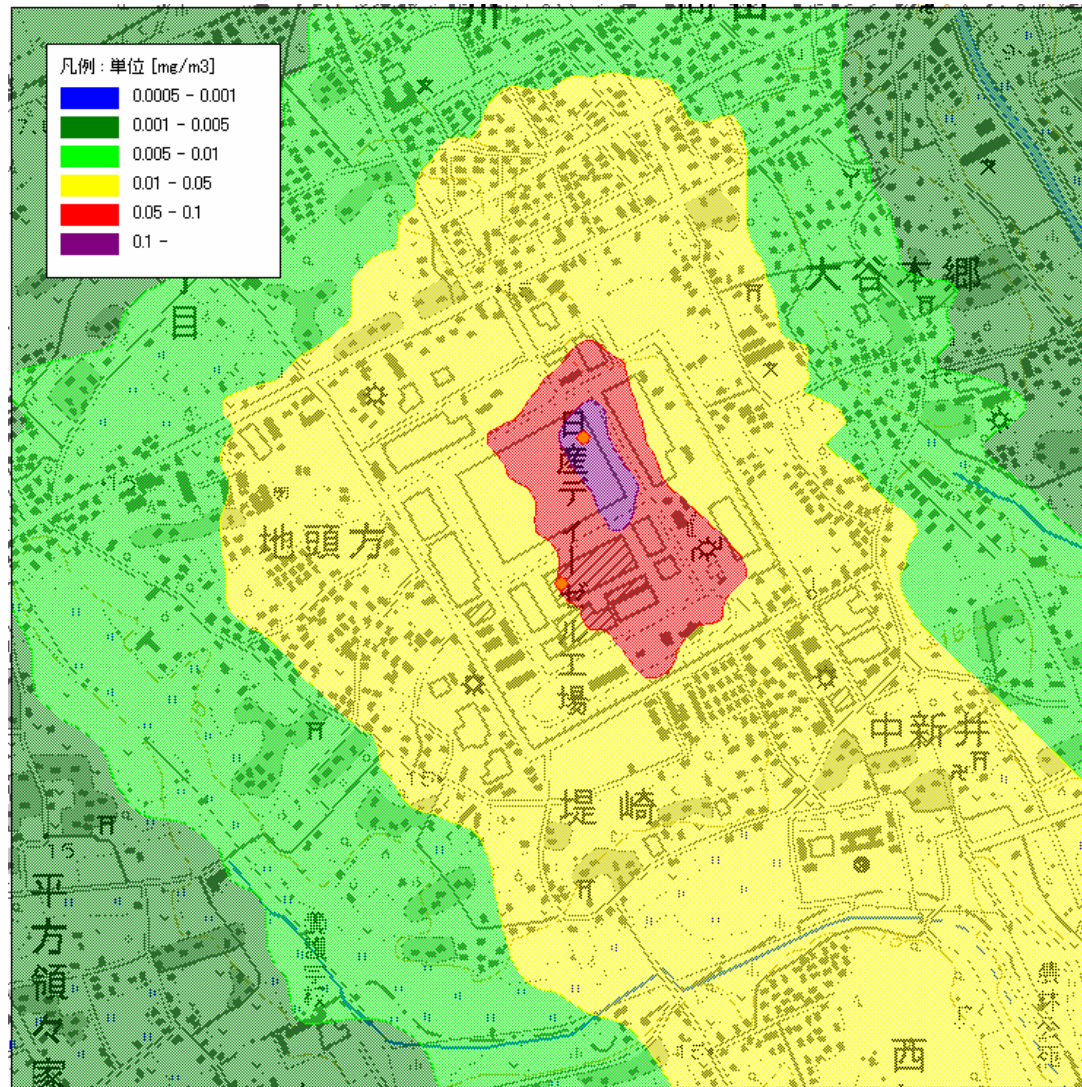 凡例 : 単位 [mg/m3]
0.0005 - 0.001
0.001 - 0.005
0.005 - 0.01
0.01 - 0.05
0.05 - 0.1
0.1 -
目
大谷本郷
地頭方
日産ディーゼル工場
中新井
堤崎
平方領々家
西